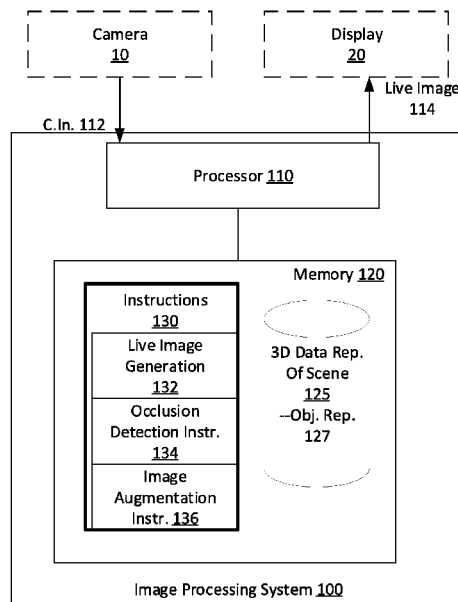 Camera
10
Display
20
Live Image
114
C.In. 112
Processor 110
Memory 120
Instructions
130
Live Image
Generation
132
Occlusion
Detection Instr.
134
Image
Augmentation
Instr. 136
3D Data Rep.
Of Scene
125
--Obj. Rep.
127
Image Processing System 100